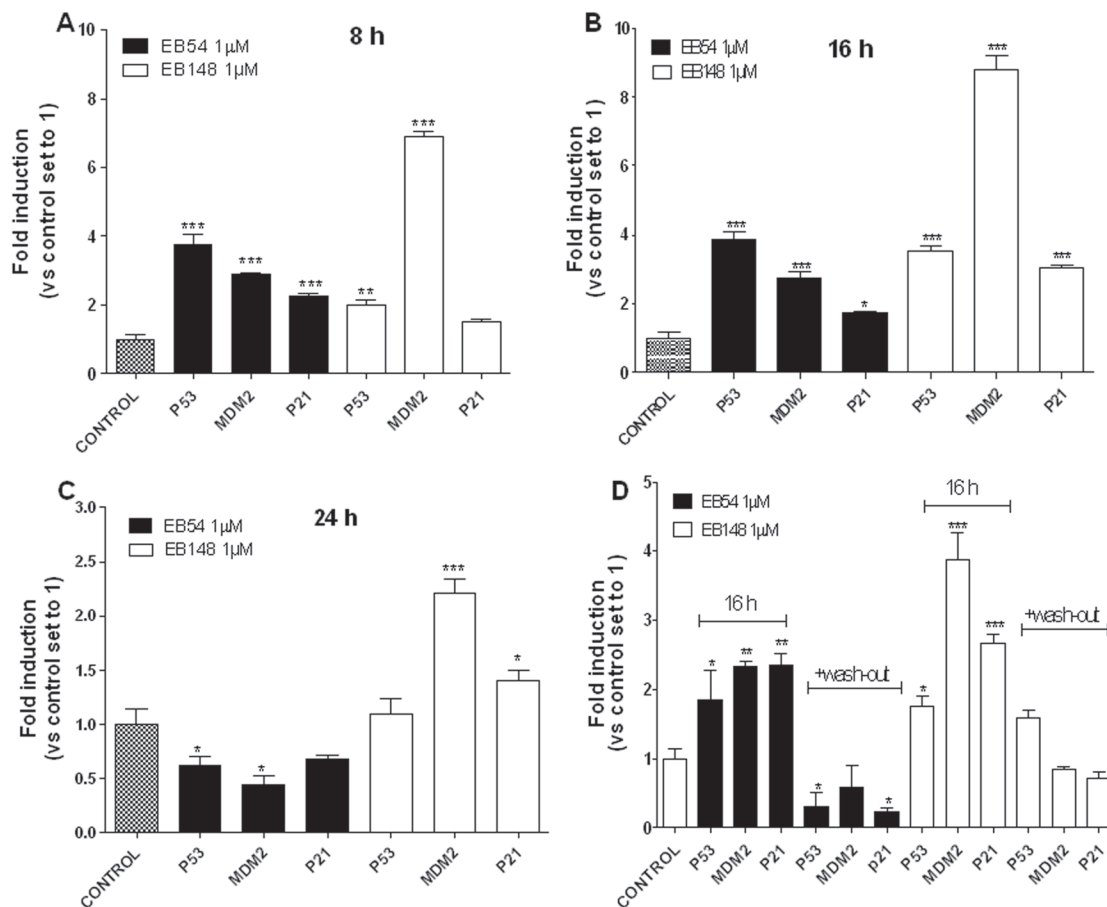 A
8 h
EB54 1µM
EB148 1µM
Fold induction
(vs control set to 1)
10
8
6
4
2
0
***
***
***
**
***
CONTROL
P53
MDM2
P21
P53
MDM2
P21
B
16 h
EB54 1µM
EB148 1µM
Fold induction
(vs control set to 1)
10
8
6
4
2
0
***
***
*
***
***
***
CONTROL
P53
MDM2
P21
P53
MDM2
P21
C
24 h
EB54 1µM
EB148 1µM
Fold induction
(vs control set to 1)
3.0
2.5
2.0
1.5
1.0
0.5
0.0
*
*
***
*
CONTROL
P53
MDM2
P21
P53
MDM2
P21
D
EB54 1µM
EB148 1µM
Fold induction
(vs control set to 1)
5
4
3
2
1
0
16 h
+wash-out
16 h
+wash-out
*
**
**
*
*
*
***
***
CONTROL
P53
MDM2
P21
P53
MDM2
P21
P53
MDM2
P21
P53
MDM2
P21